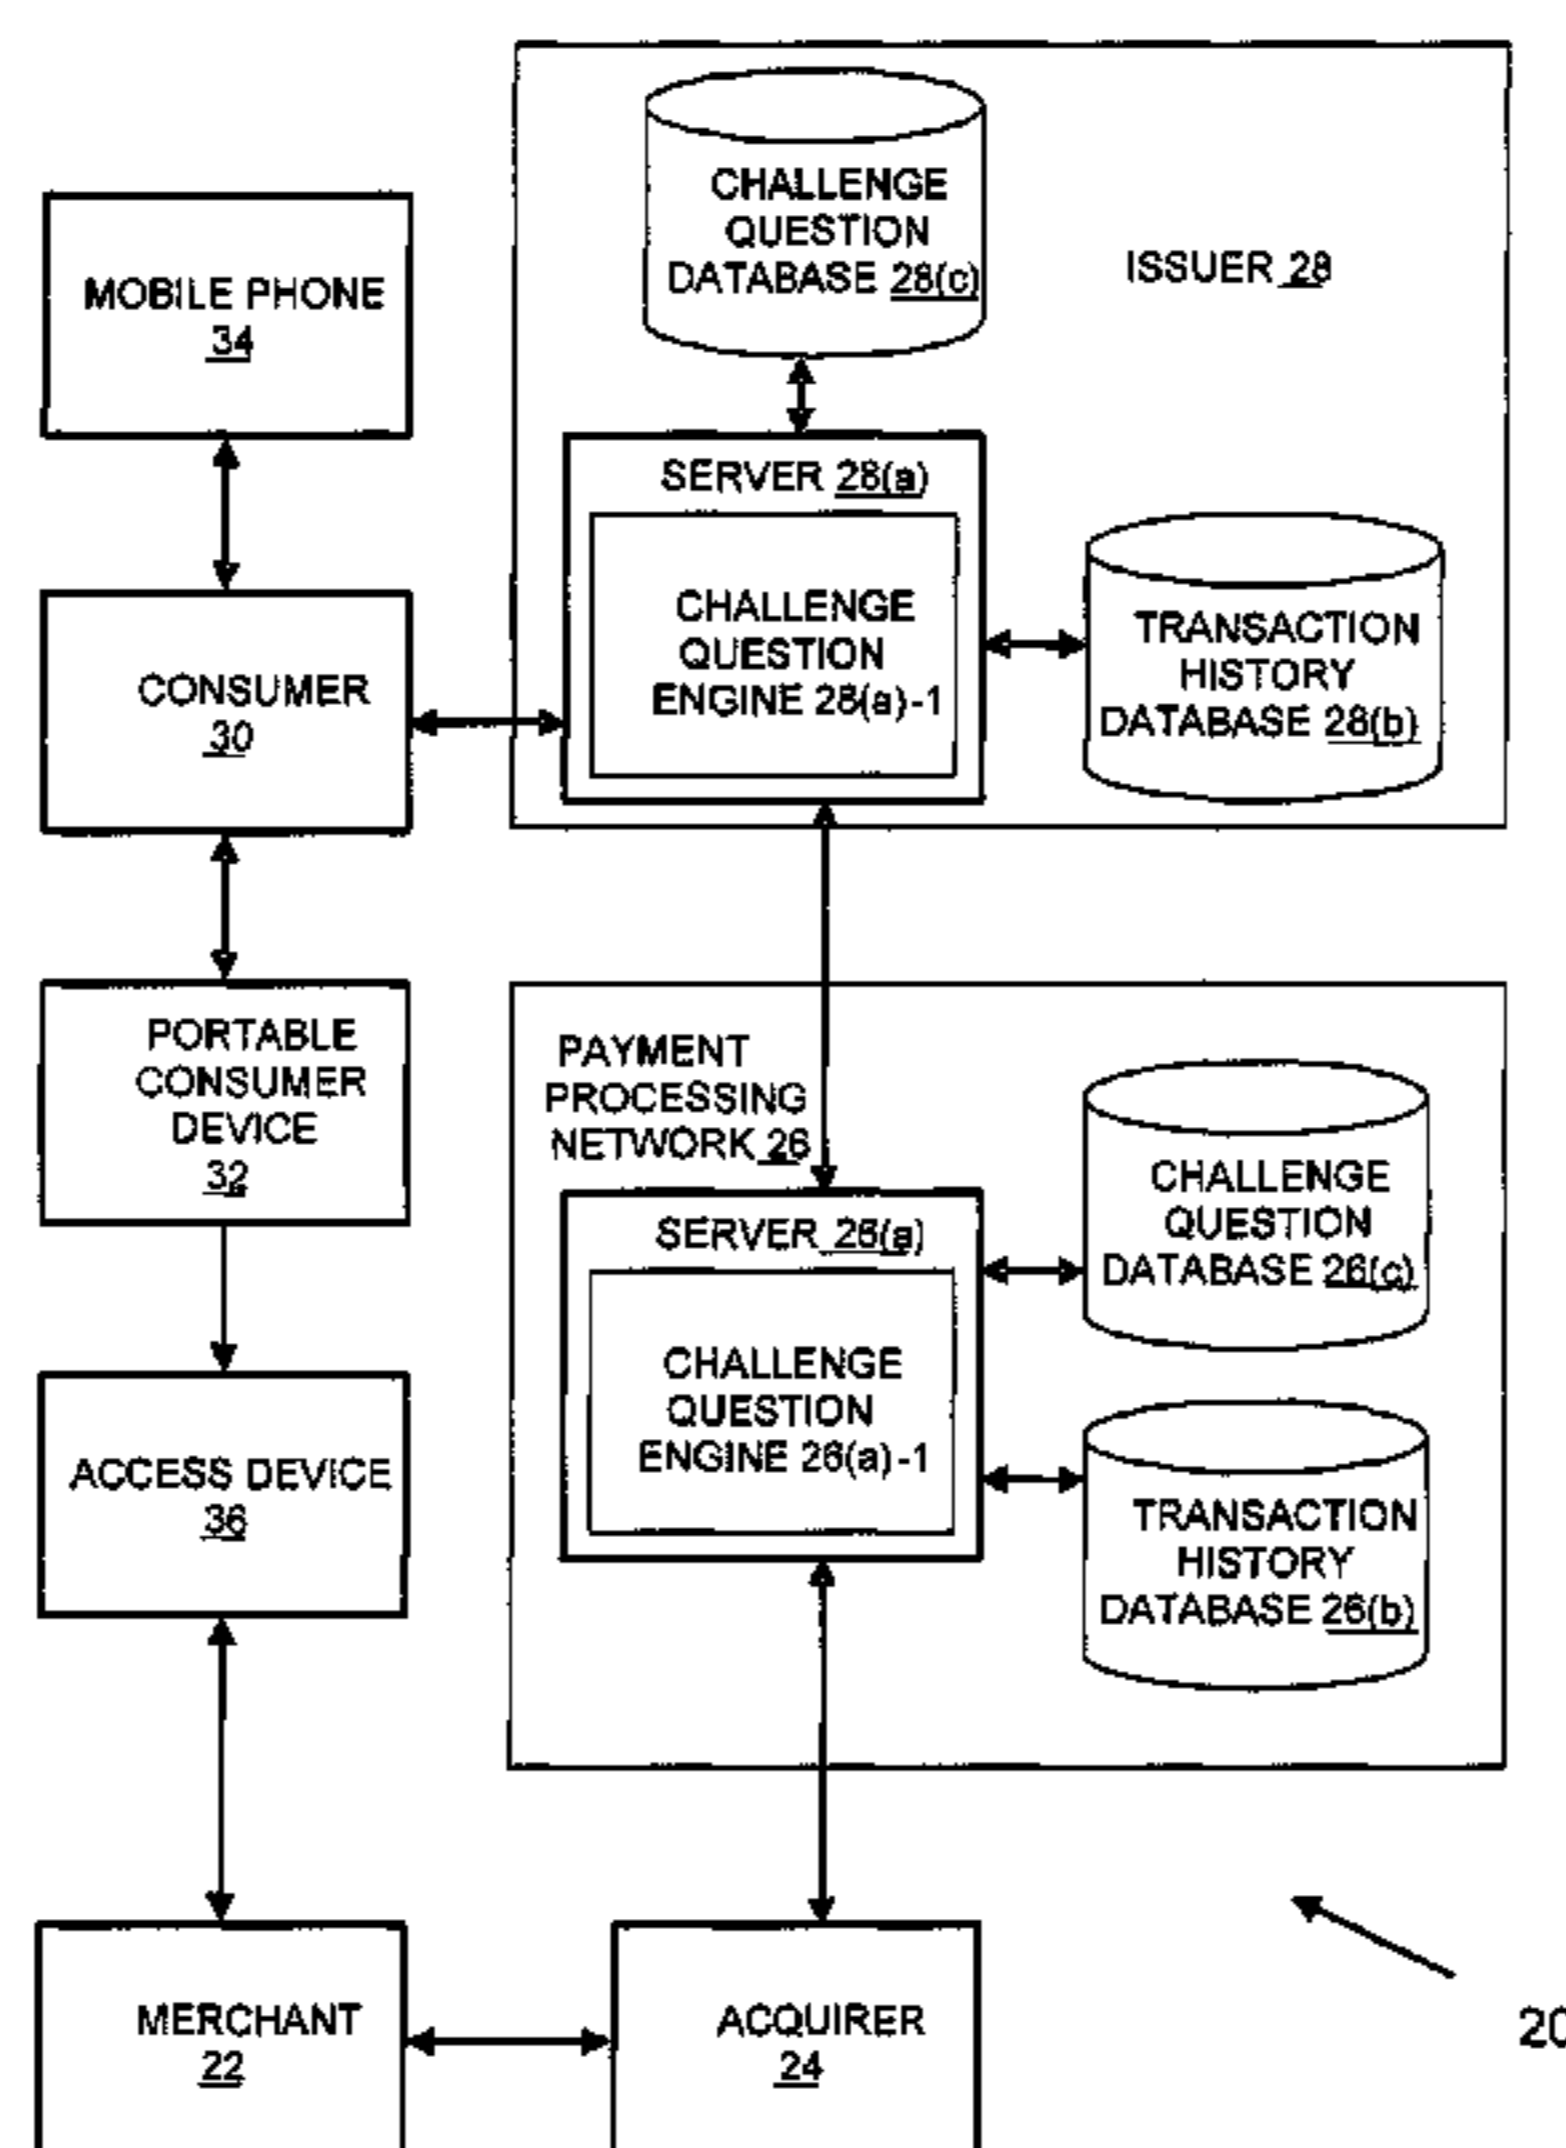 CHALLENGE
QUESTION
DATABASE 28(c)
ISSUER 28
MOBILE PHONE
34
SERVER 28(a)
CHALLENGE
QUESTION
ENGINE 28(a)-1
TRANSACTION
HISTORY
DATABASE 28(b)
CONSUMER
30
PORTABLE
CONSUMER
DEVICE
32
PAYMENT
PROCESSING
NETWORK 26
SERVER 26(a)
CHALLENGE
QUESTION
ENGINE 26(a)-1
CHALLENGE
QUESTION
DATABASE 26(c)
TRANSACTION
HISTORY
DATABASE 26(b)
ACCESS DEVICE
36
MERCHANT
22
ACQUIRER
24
20